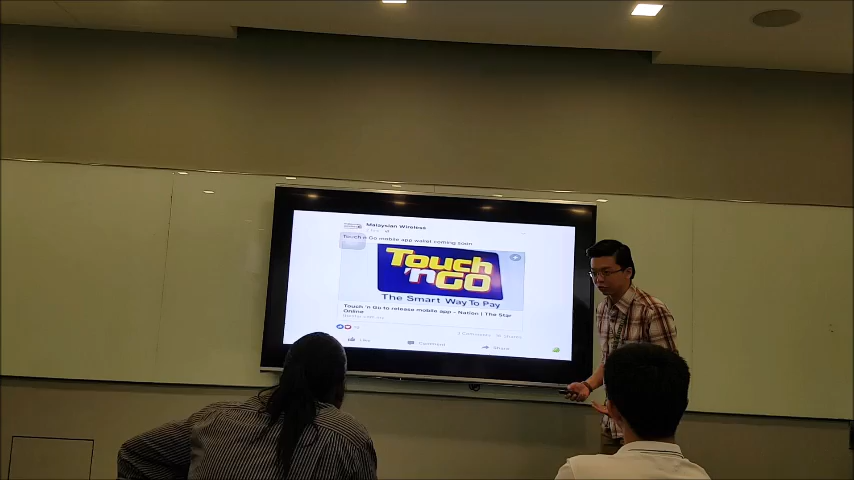 Malaysian Wireless
Touch 'n Go mobile app wallet coming soon
Touch
'n GO
The Smart Way To Pay
Touch 'n Go to release mobile app - Nation | The Star
Online
Like
Comment
Share